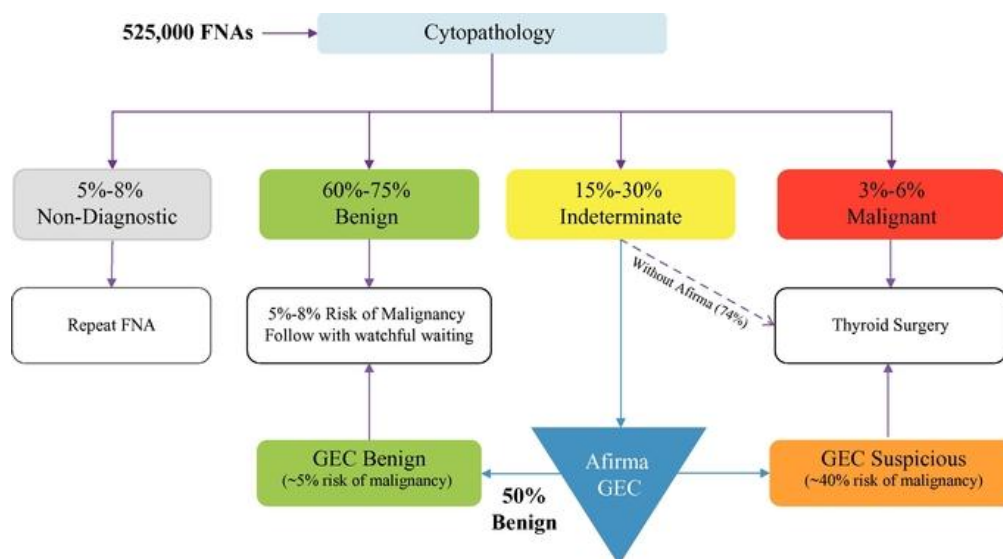 525,000 FNAs
Cytopathology
5%-8%
Non-Diagnostic
60%-75%
Benign
15%-30%
Indeterminate
3%-6%
Malignant
Without Afirma (74%)
Repeat FNA
5%-8% Risk of Malignancy
Follow with watchful waiting
Thyroid Surgery
GEC Benign
(~5% risk of malignancy)
50%
Benign
Afirma
GEC
GEC Suspicious
(~40% risk of malignancy)